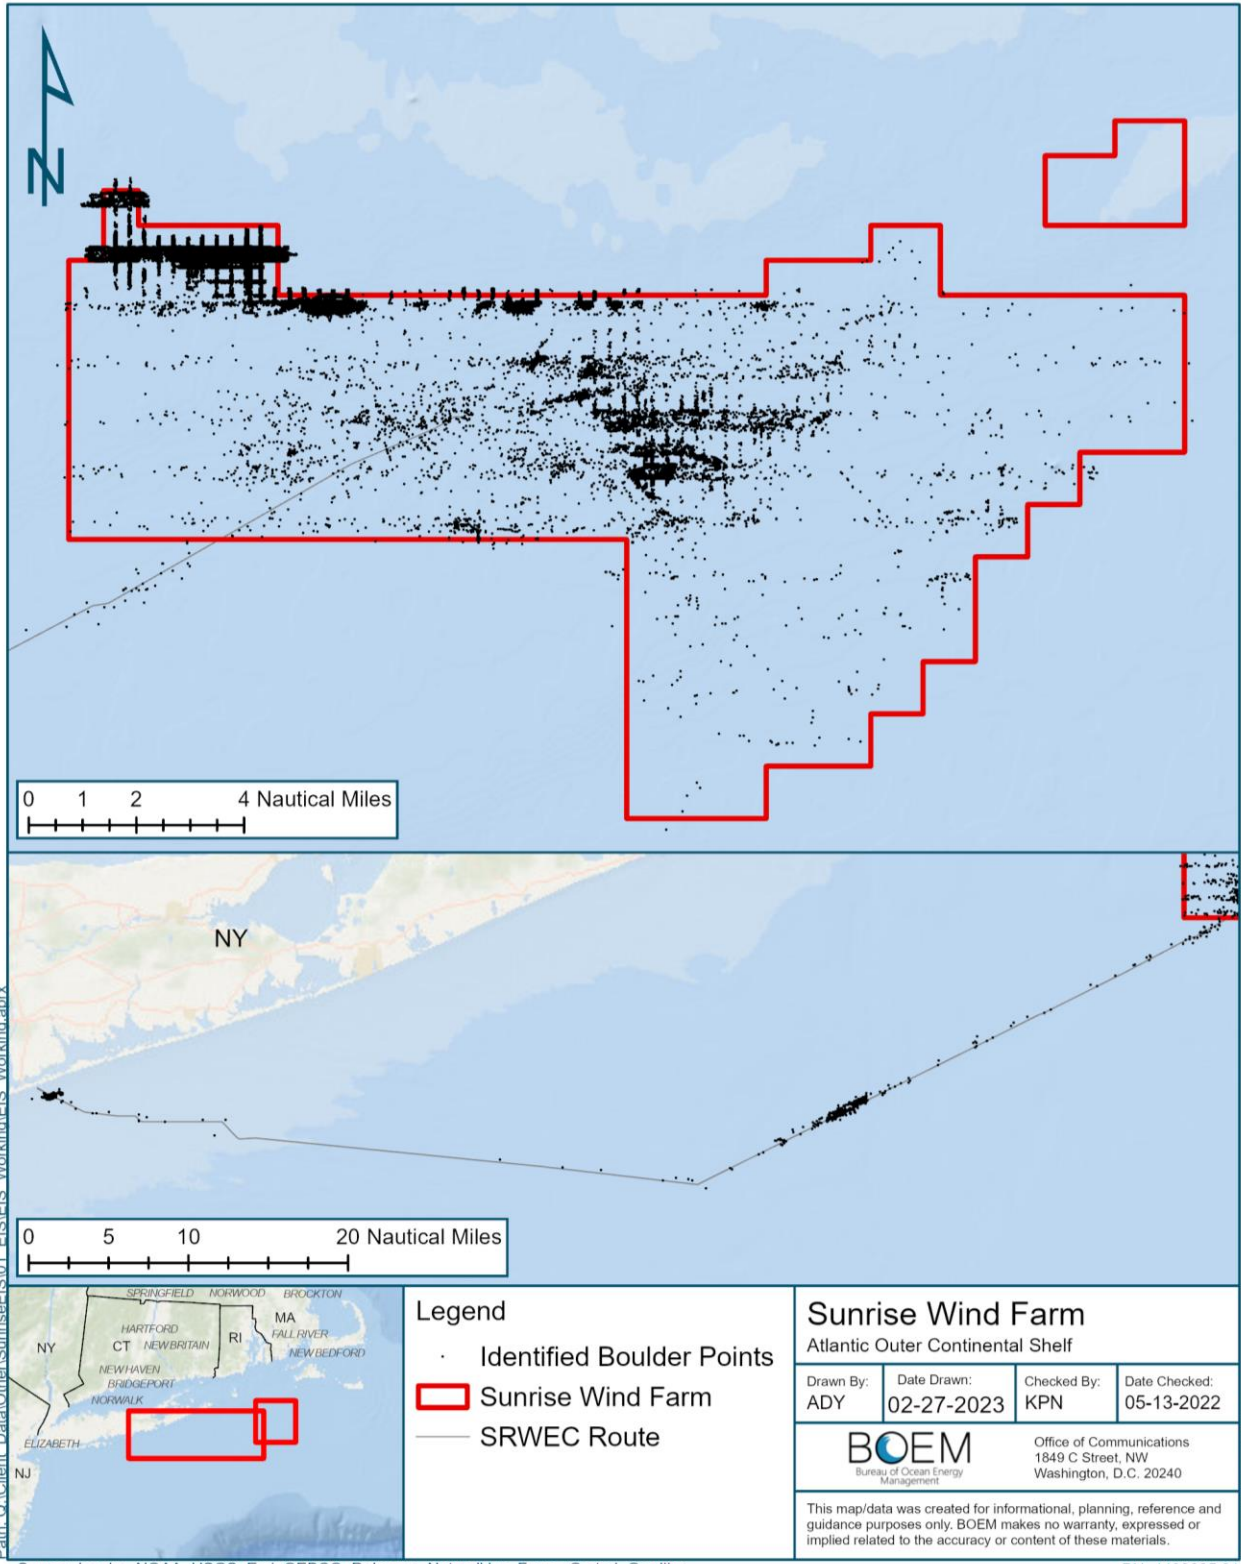 N
0 1 2 4 Nautical Miles
NY
0 5 10 20 Nautical Miles
SPRINGFIELD NORWOOD BROCKTON
MA
HARTFORD
FALL RIVER
NY CT NEW BRITAIN RI
NEW BEDFORD
NEW HAVEN
BRIDGEPORT
NORWALK
ELIZABETH
NJ
Legend
Identified Boulder Points
Sunrise Wind Farm
SRWEC Route
Sunrise Wind Farm
Atlantic Outer Continental Shelf
Drawn By: Date Drawn: Checked By: Date Checked:
ADY 02-27-2023 KPN 05-13-2022
BOEM
Bureau of Ocean Energy
Management
Office of Communications
1849 C Street, NW
Washington, D.C. 20240
This map/data was created for informational, planning, reference and
guidance purposes only. BOEM makes no warranty, expressed or
implied related to the accuracy or content of these materials.